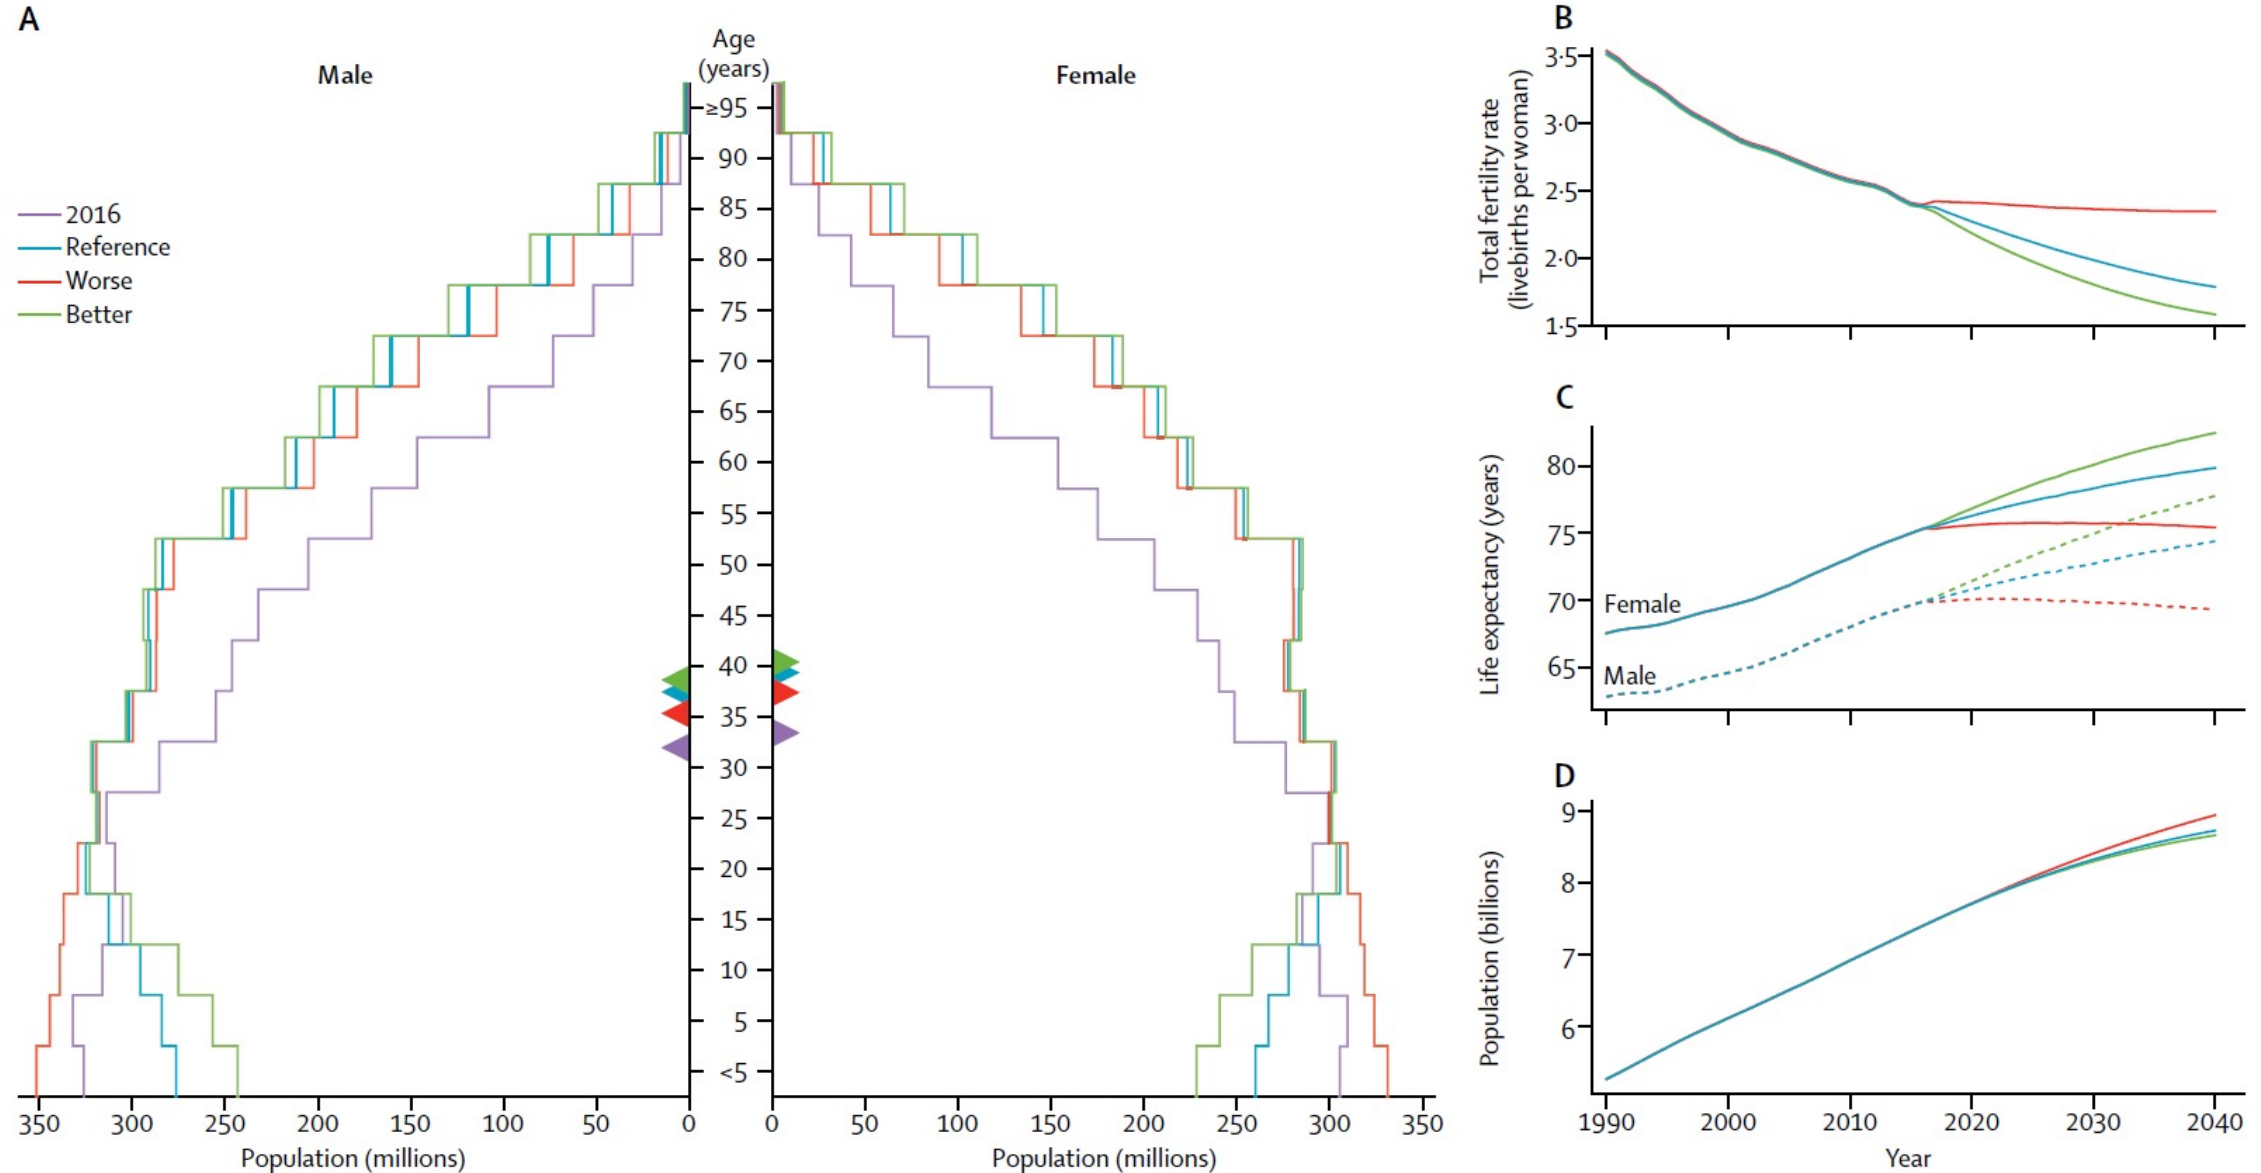 A
Male
Age
(years)
Female
2016
Reference
Worse
Better
≥95
90
85
80
75
70
65
60
55
50
45
40
35
30
25
20
15
10
5
<5
350 300 250 200 150 100 50 0
0 50 100 150 200 250 300 350
Population (millions)
Population (millions)
B
Total fertility rate
(livebirths per woman)
3·5
3·0
2·5
2·0
1·5
C
Life expectancy (years)
80
75
70
65
Female
Male
D
Population (billions)
9
8
7
6
1990 2000 2010 2020 2030 2040
Year